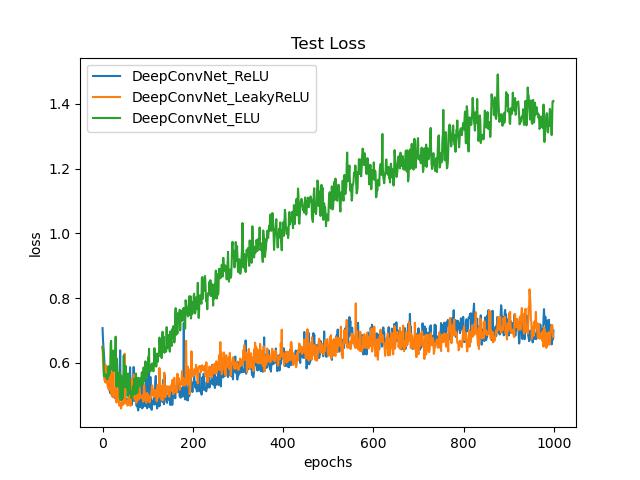 Test Loss
DeepConvNet_ReLU
DeepConvNet_LeakyReLU
DeepConvNet_ELU
loss
1.4
1.2
1.0
0.8
0.6
0 200 400 600 800 1000
epochs